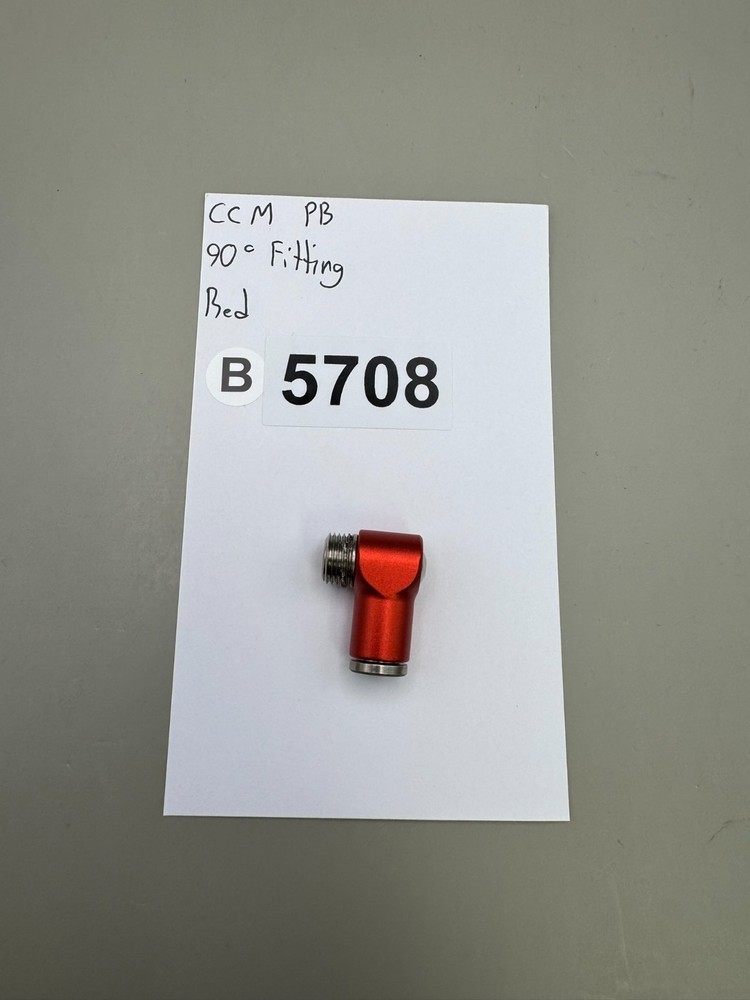 CCM PB
90° Fitting
Red
B 5708